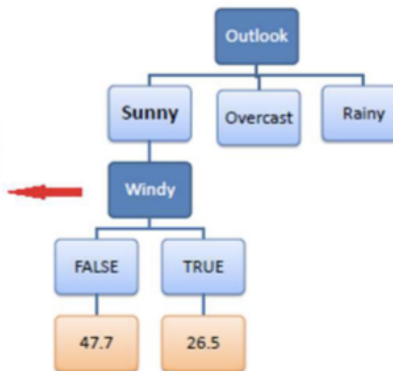 Outlook
Sunny Overcast Rainy
Windy
FALSE TRUE
47.7 26.5